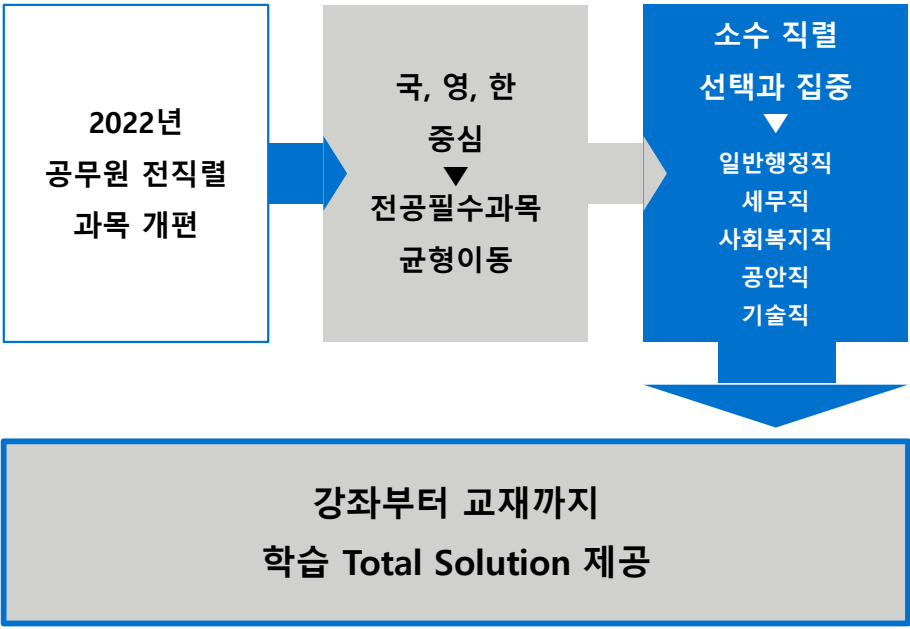 2022년
공무원 전직렬
과목 개편
국, 영, 한
중심
▼
전공필수과목
균형이동
소수 직렬
선택과 집중
▼
일반행정직
세무직
사회복지직
공안직
기술직
강좌부터 교재까지
학습 Total Solution 제공